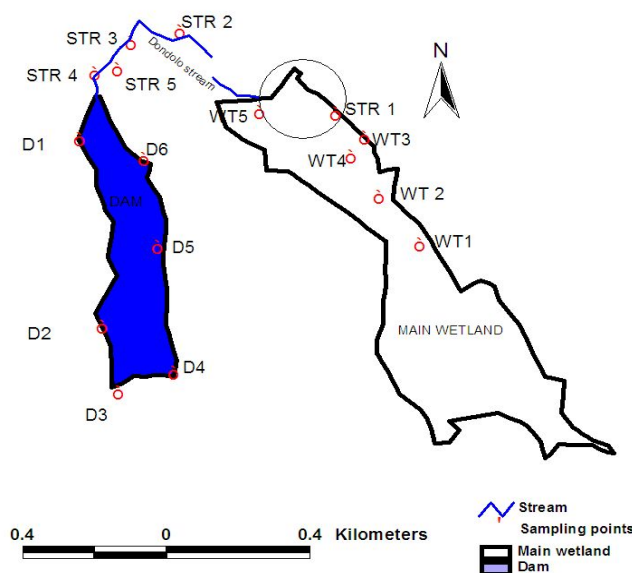 STR 2
STR 3
Dondolo stream
N
STR 4
STR 5
WT5
STR 1
D1
D6
WT3
WT4
DAM
WT 2
D5
WT1
D2
MAIN WETLAND
D4
D3
Stream
Sampling points
0.4 0 0.4 Kilometers
Main wetland
Dam